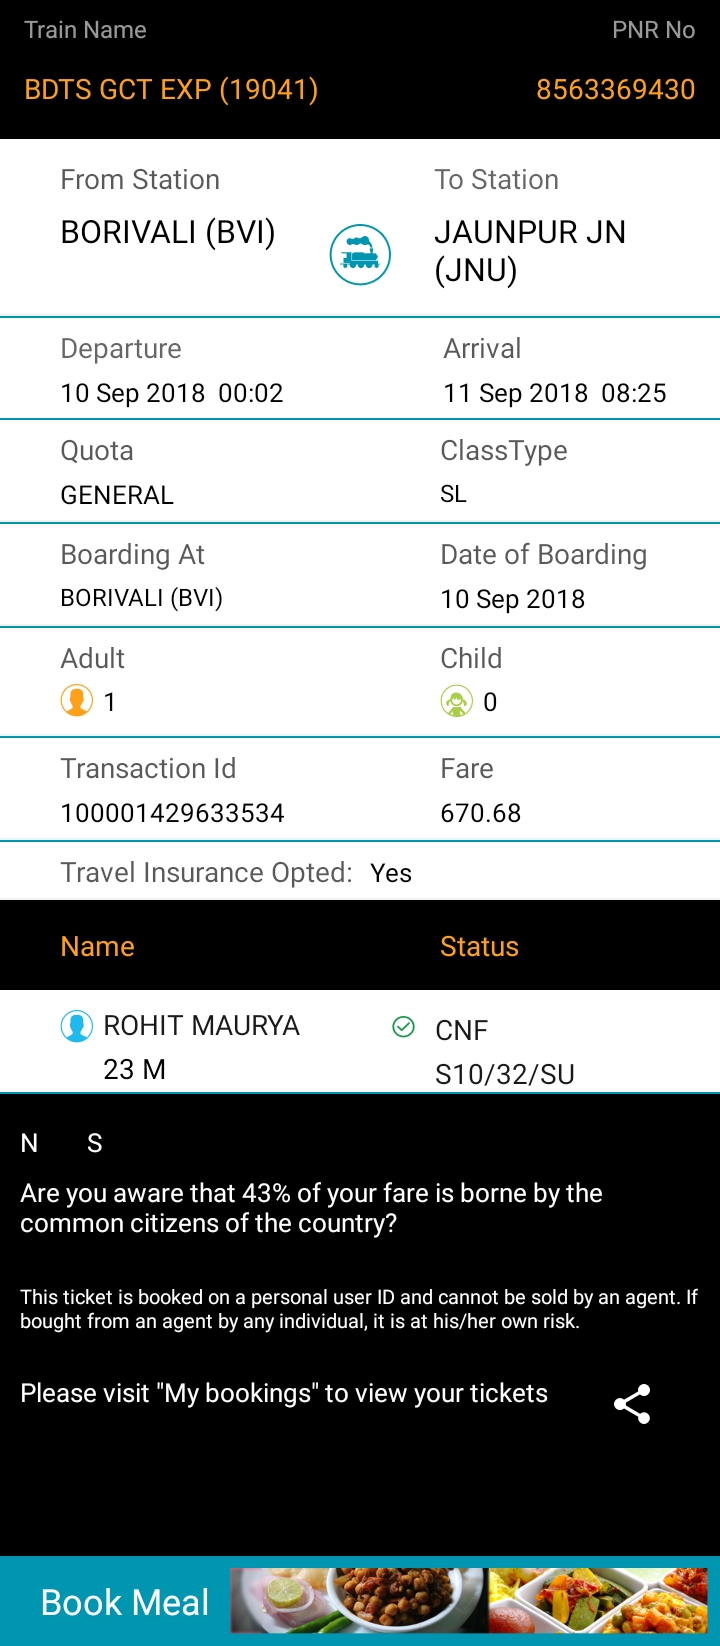 Train Name PNR No
BDTS GCT EXP (19041) 8563369430
From Station To Station
BORIVALI (BVI) JAUNPUR JN
(JNU)
Departure Arrival
10 Sep 2018  00:02 11 Sep 2018  08:25
Quota ClassType
GENERAL SL
Boarding At Date of Boarding
BORIVALI (BVI) 10 Sep 2018
Adult Child
1 0
Transaction Id Fare
100001429633534 670.68
Travel Insurance Opted: Yes
Name Status
ROHIT MAURYA CNF
23 M S10/32/SU
N S
Are you aware that 43% of your fare is borne by the
common citizens of the country?
This ticket is booked on a personal user ID and cannot be sold by an agent. If
bought from an agent by any individual, it is at his/her own risk.
Please visit "My bookings" to view your tickets
Book Meal